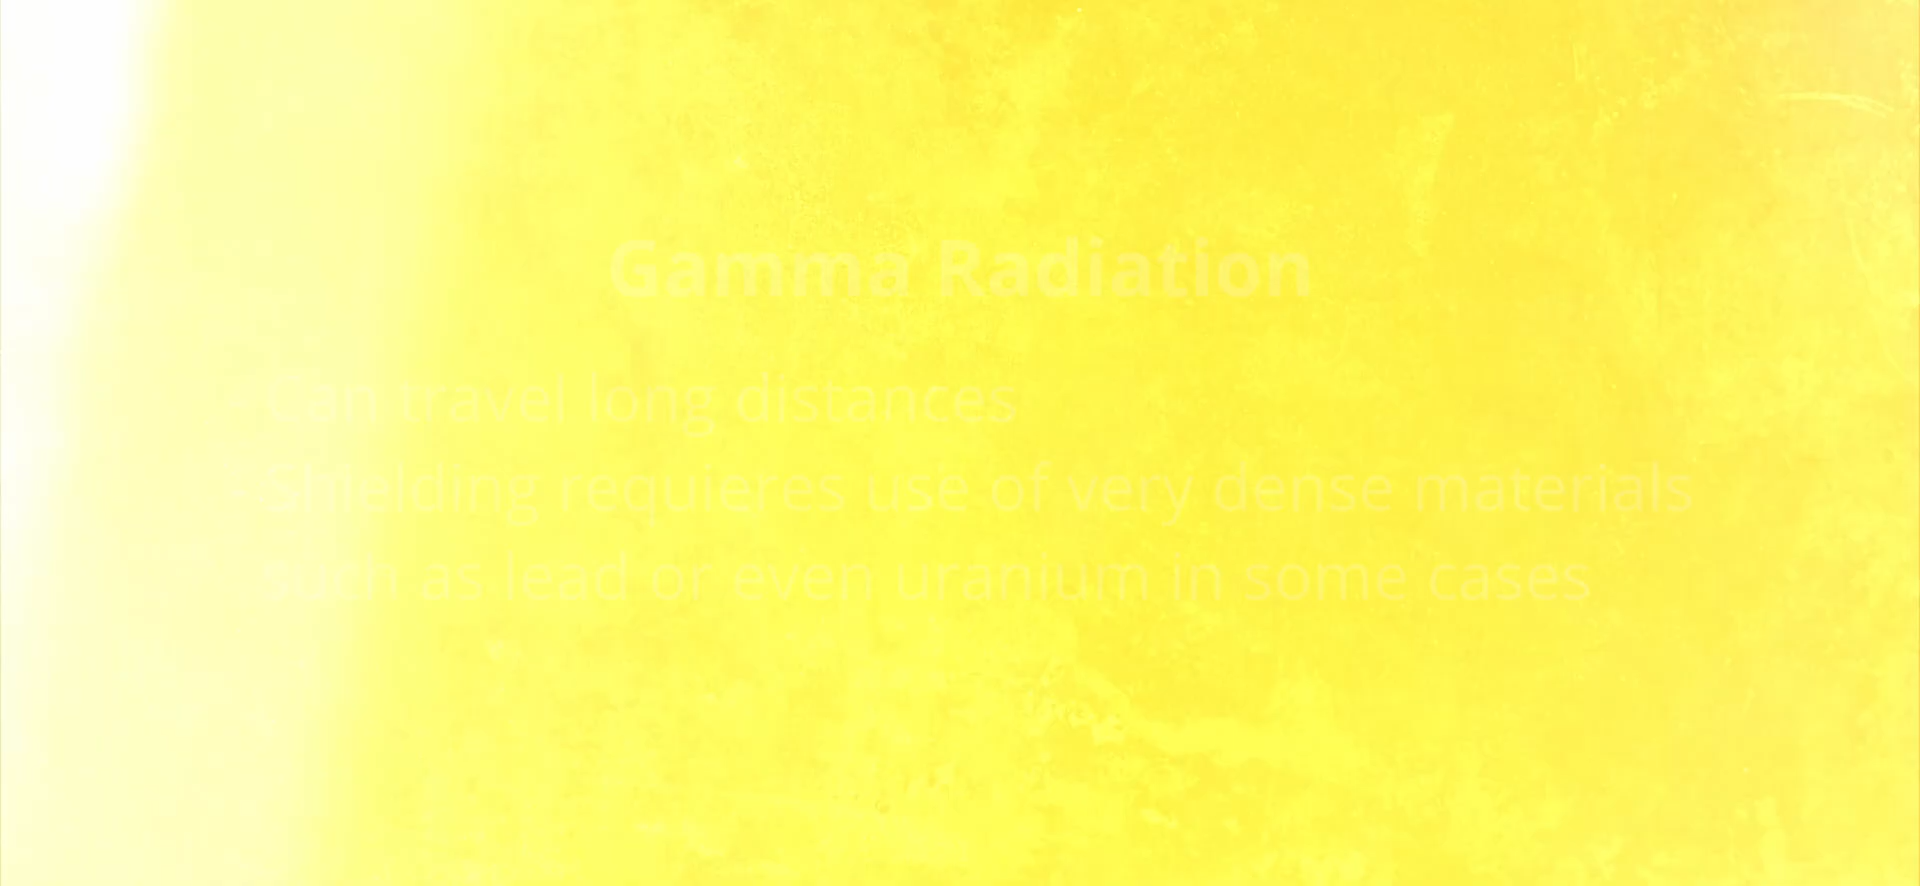 Gamma Radiation
- Can travel long distances
- Shielding requieres use of very dense materials
such as lead or even uranium in some cases